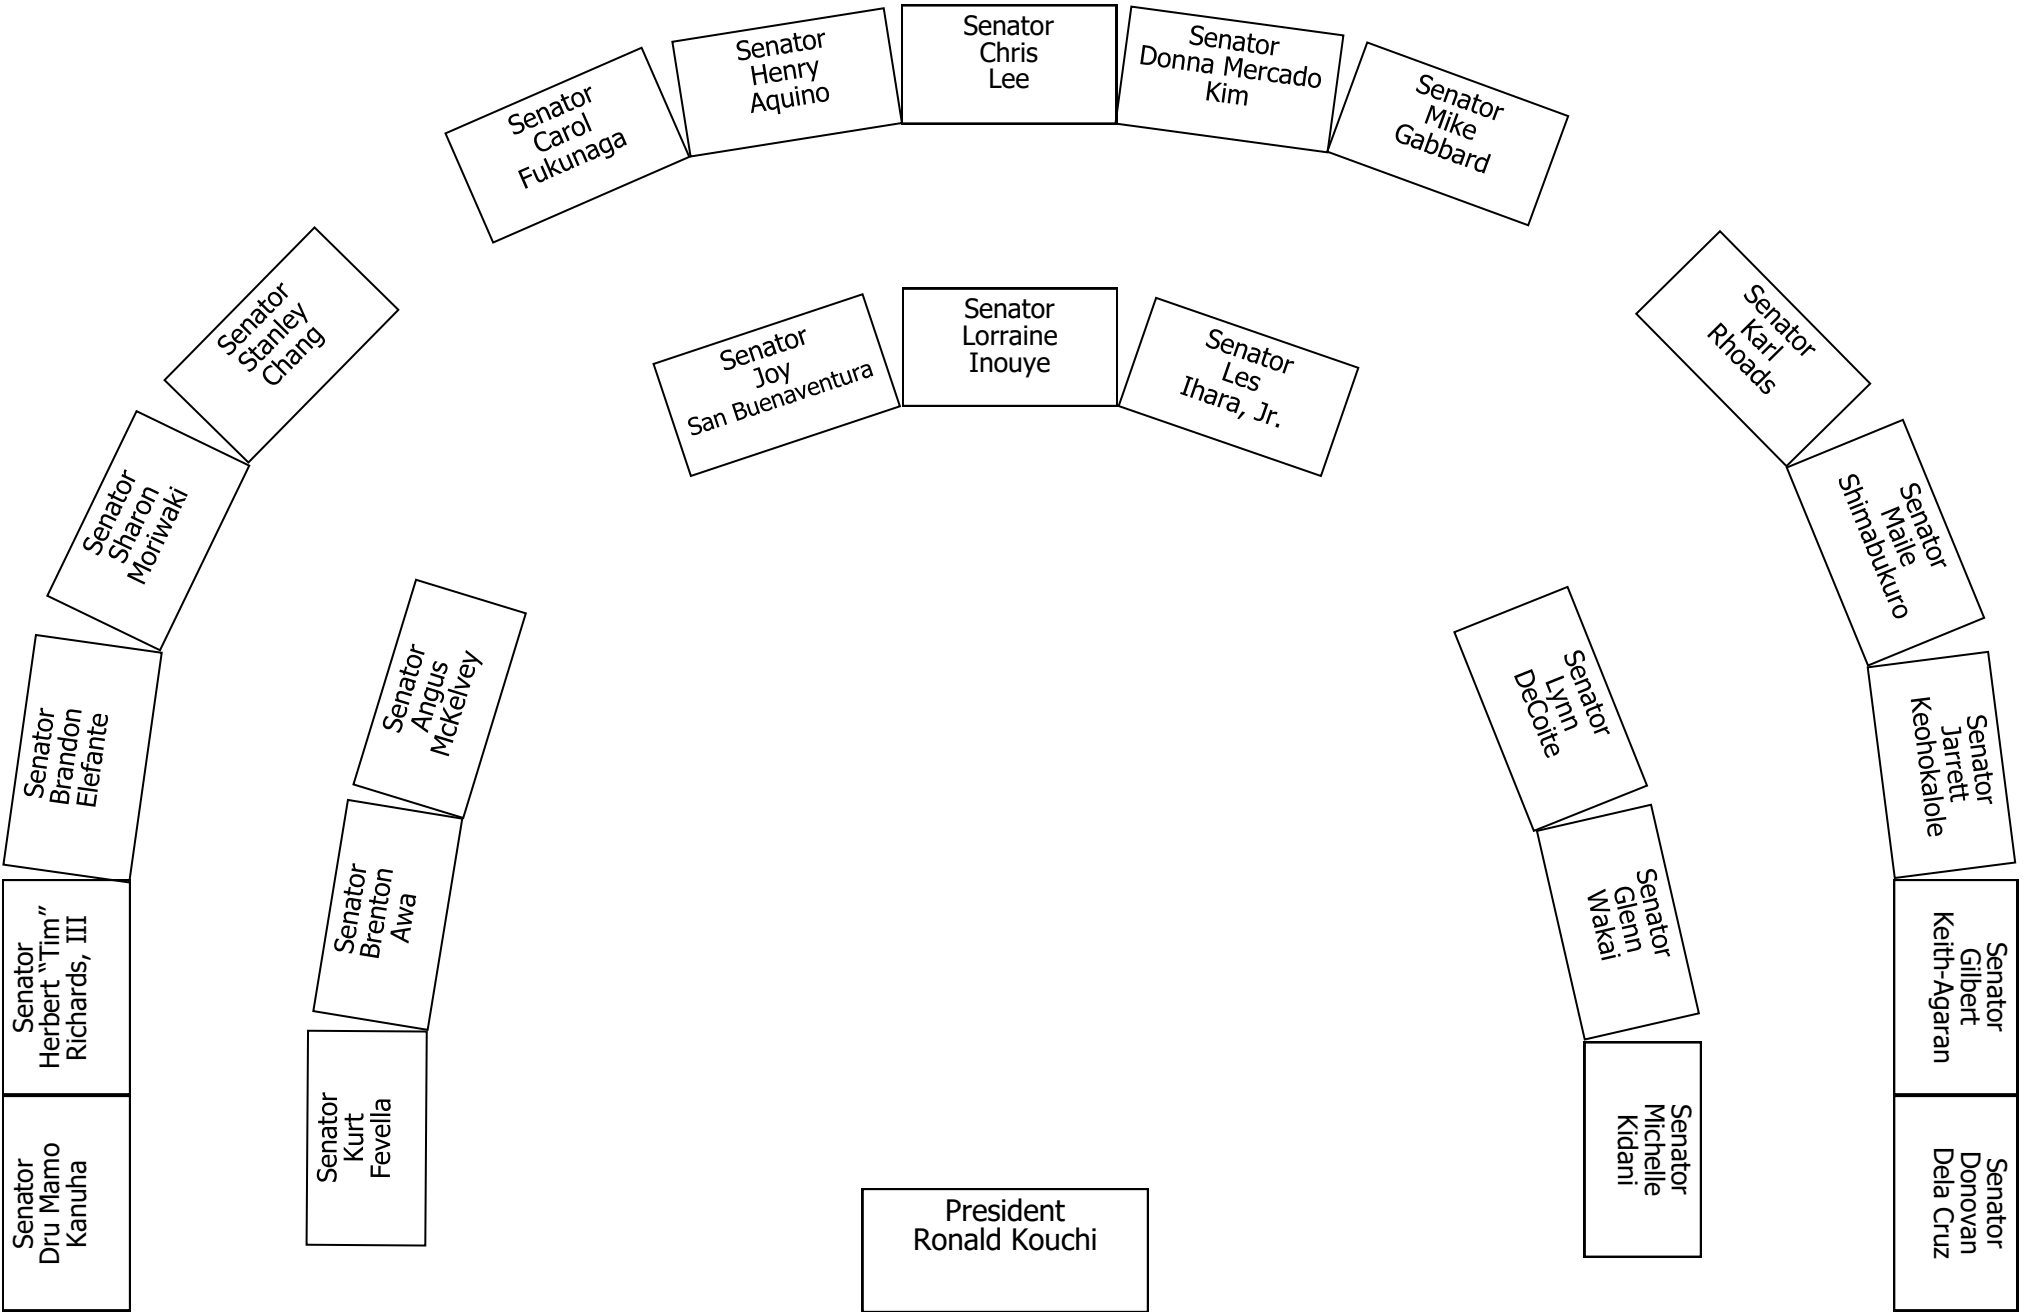 Senator
Chris
Lee
Senator
Henry
Aquino
Senator
Donna Mercado
Kim
Senator
Carol
Fukunaga
Senator
Mike
Gabbard
Senator
Stanley
Chang
Senator
Karl
Rhoads
Senator
Joy
San Buenaventura
Senator
Lorraine
Inouye
Senator
Les
Ihara, Jr.
Senator
Sharon
Moriwaki
Senator
Maile
Shimabukuro
Senator
Angus
McKelvey
Senator
Lynn
DeCoite
Senator
Brandon
Elefante
Senator
Jarrett
Keohokalole
Senator
Brenton
Awa
Senator
Glenn
Wakai
Senator
Herbert “Tim”
Richards, III
Senator
Gilbert
Keith-Agaran
Senator
Kurt
Fevella
Senator
Michelle
Kidani
Senator
Dru Mamo
Kanuha
Senator
Donovan
Dela Cruz
President
Ronald Kouchi